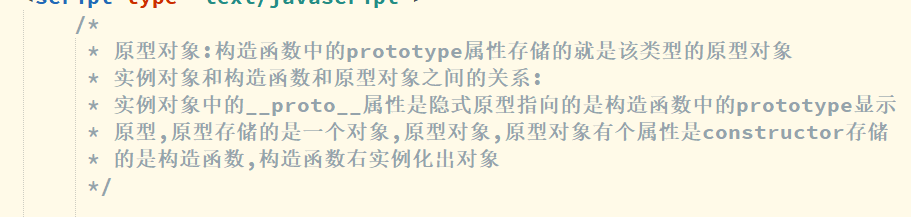 <script type="text/javascript">
/*
* 原型对象:构造函数中的prototype属性存储的就是该类型的原型对象
* 实例对象和构造函数和原型对象之间的关系:
* 实例对象中的__proto__属性是隐式原型指向的是构造函数中的prototype显示
* 原型,原型存储的是一个对象,原型对象,原型对象有个属性是constructor存储
* 的是构造函数,构造函数右实例化出对象
*/